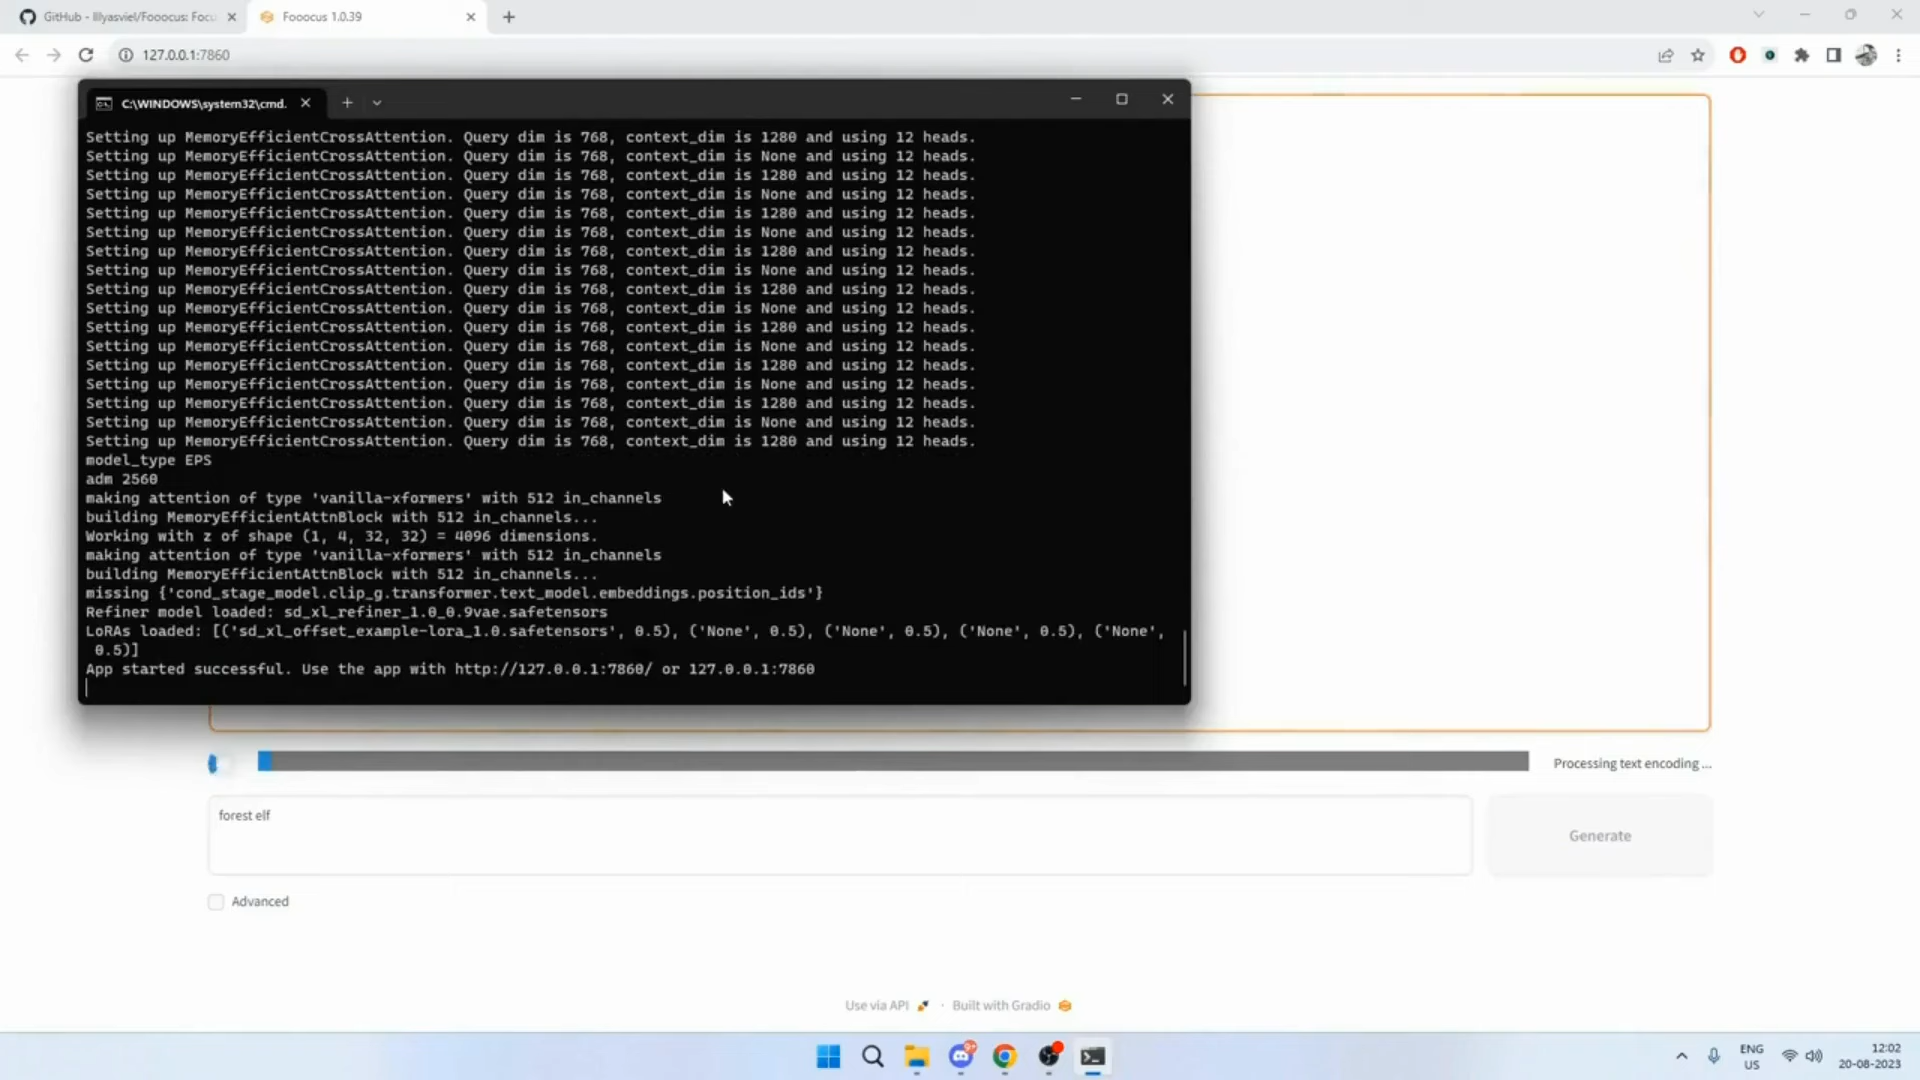 GitHub - lllyasviel/Fooocus: Focu
Fooocus 1.0.39
127.0.0.1:7860
C:\WINDOWS\system32\cmd.
Setting up MemoryEfficientCrossAttention. Query dim is 768, context_dim is 1280 and using 12 heads.
Setting up MemoryEfficientCrossAttention. Query dim is 768, context_dim is None and using 12 heads.
Setting up MemoryEfficientCrossAttention. Query dim is 768, context_dim is 1280 and using 12 heads.
Setting up MemoryEfficientCrossAttention. Query dim is 768, context_dim is None and using 12 heads.
Setting up MemoryEfficientCrossAttention. Query dim is 768, context_dim is 1280 and using 12 heads.
Setting up MemoryEfficientCrossAttention. Query dim is 768, context_dim is None and using 12 heads.
Setting up MemoryEfficientCrossAttention. Query dim is 768, context_dim is 1280 and using 12 heads.
Setting up MemoryEfficientCrossAttention. Query dim is 768, context_dim is None and using 12 heads.
Setting up MemoryEfficientCrossAttention. Query dim is 768, context_dim is 1280 and using 12 heads.
Setting up MemoryEfficientCrossAttention. Query dim is 768, context_dim is None and using 12 heads.
Setting up MemoryEfficientCrossAttention. Query dim is 768, context_dim is 1280 and using 12 heads.
Setting up MemoryEfficientCrossAttention. Query dim is 768, context_dim is None and using 12 heads.
Setting up MemoryEfficientCrossAttention. Query dim is 768, context_dim is 1280 and using 12 heads.
Setting up MemoryEfficientCrossAttention. Query dim is 768, context_dim is None and using 12 heads.
Setting up MemoryEfficientCrossAttention. Query dim is 768, context_dim is 1280 and using 12 heads.
Setting up MemoryEfficientCrossAttention. Query dim is 768, context_dim is None and using 12 heads.
Setting up MemoryEfficientCrossAttention. Query dim is 768, context_dim is 1280 and using 12 heads.
model_type EPS
adm 2560
making attention of type 'vanilla-xformers' with 512 in_channels
building MemoryEfficientAttnBlock with 512 in_channels...
Working with z of shape (1, 4, 32, 32) = 4096 dimensions.
making attention of type 'vanilla-xformers' with 512 in_channels
building MemoryEfficientAttnBlock with 512 in_channels...
missing {'cond_stage_model.clip_g.transformer.text_model.embeddings.position_ids'}
Refiner model loaded: sd_xl_refiner_1.0_0.9vae.safetensors
LoRAs loaded: [('sd_xl_offset_example-lora_1.0.safetensors', 0.5), ('None', 0.5), ('None', 0.5), ('None', 0.5), ('None',
0.5)]
App started successful. Use the app with http://127.0.0.1:7860/ or 127.0.0.1:7860
Processing text encoding ...
forest elf
Generate
Advanced
Use via API · Built with Gradio
9+
ENG
US
12:02
20-08-2023